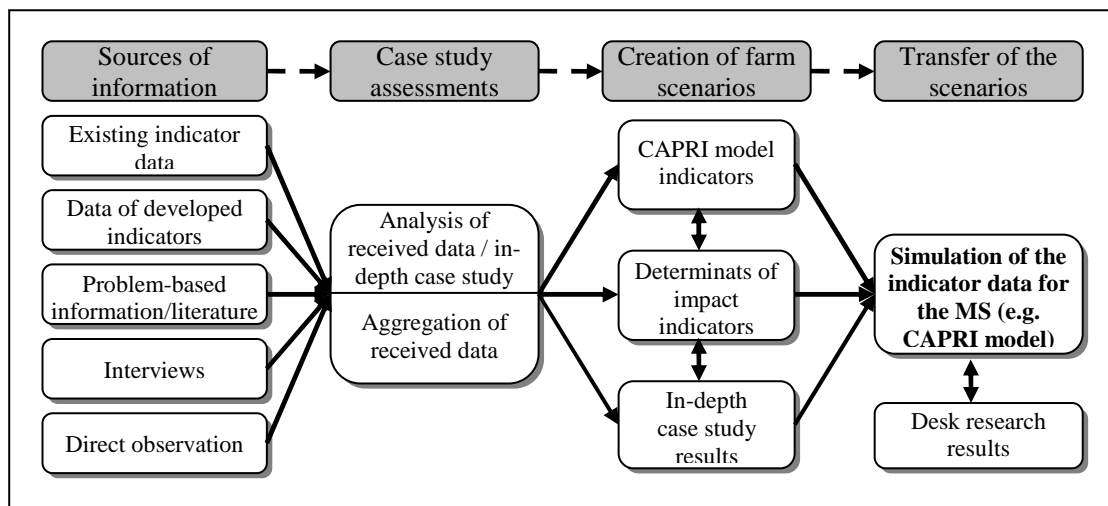 Sources of
information
Case study
assessments
Creation of farm
scenarios
Transfer of the
scenarios
Existing indicator
data
Data of developed
indicators
Problem-based
information/literature
Interviews
Direct observation
Analysis of
received data / in-
depth case study
Aggregation of
received data
CAPRI model
indicators
Determinats of
impact
indicators
In-depth
case study
results
Simulation of the
indicator data for
the MS (e.g.
CAPRI model)
Desk research
results